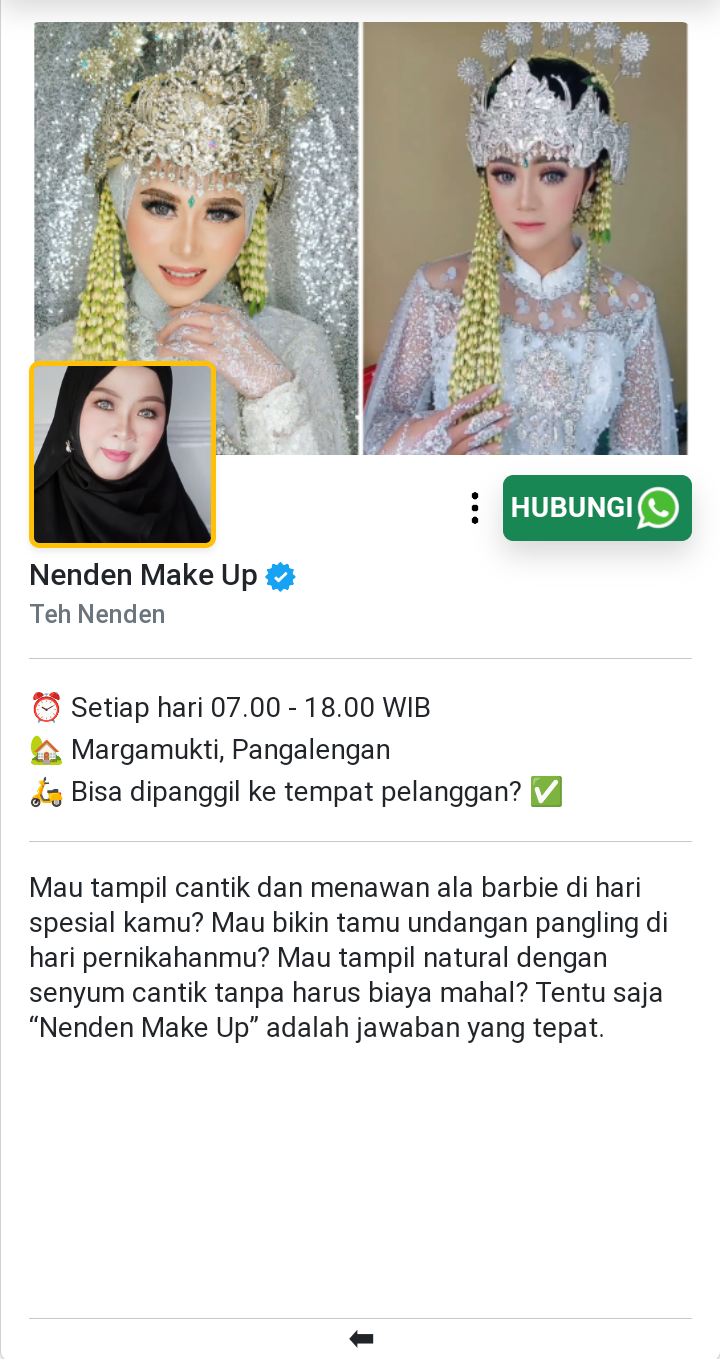 HUBUNGI
Nenden Make Up
Teh Nenden
⏰ Setiap hari 07.00 - 18.00 WIB
🏡 Margamukti, Pangalengan
🛵 Bisa dipanggil ke tempat pelanggan? ✅
Mau tampil cantik dan menawan ala barbie di hari
spesial kamu? Mau bikin tamu undangan pangling di
hari pernikahanmu? Mau tampil natural dengan
senyum cantik tanpa harus biaya mahal? Tentu saja
“Nenden Make Up” adalah jawaban yang tepat.